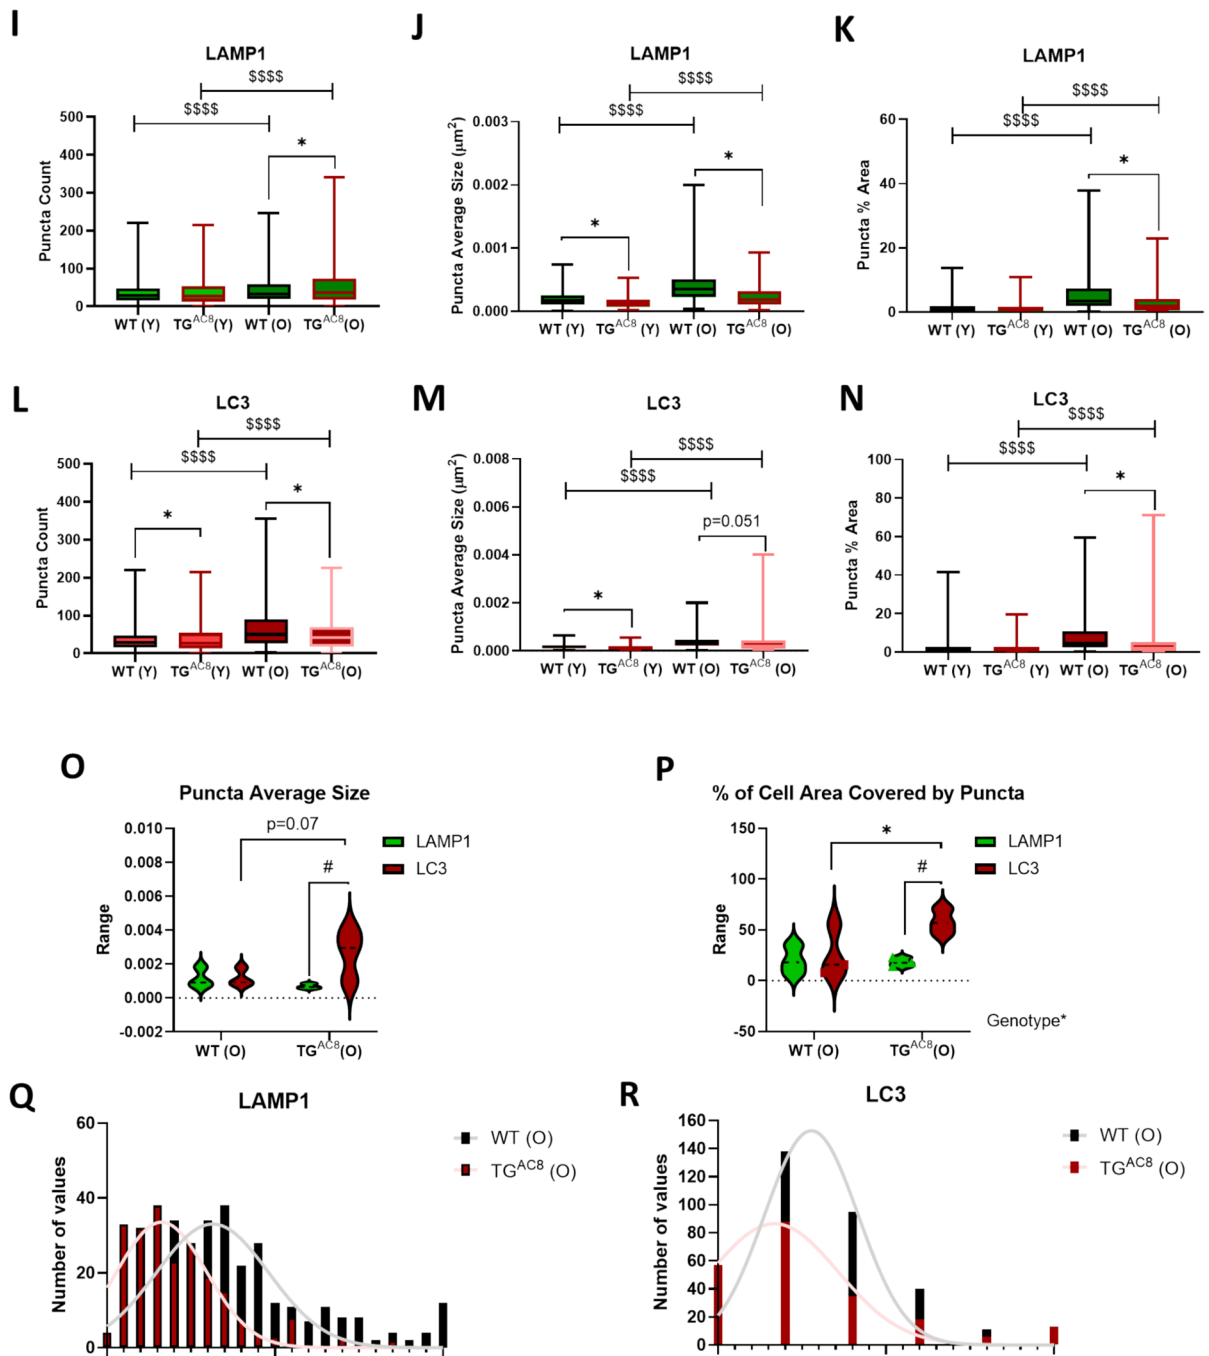 I
LAMP1
$$$$
$$$$
*
500
400
300
200
100
0
Puncta Count
WT (Y)
TG^AC8(Y)
WT (O)
TG^AC8(O)
J
LAMP1
$$$$
$$$$
*
*
0.003
0.002
0.001
0.000
Puncta Average Size (μm²)
WT (Y)
TG^AC8 (Y)
WT (O)
TG^AC8(O)
K
LAMP1
$$$$
$$$$
*
60
40
20
0
Puncta % Area
WT (Y)
TG^AC8 (Y)
WT (O)
TG^AC8(O)
L
LC3
$$$$
$$$$
*
*
500
400
300
200
100
0
Puncta Count
WT (Y)
TG^AC8(Y)
WT (O)
TG^AC8(O)
M
LC3
$$$$
$$$$
p=0.051
*
0.008
0.006
0.004
0.002
0.000
Puncta Average Size (μm²)
WT (Y)
TG^AC8 (Y)
WT (O)
TG^AC8(O)
N
LC3
$$$$
$$$$
*
100
80
60
40
20
0
Puncta % Area
WT (Y)
TG^AC8 (Y)
WT (O)
TG^AC8(O)
O
Puncta Average Size
p=0.07
#
LAMP1
LC3
0.010
0.008
0.006
0.004
0.002
0.000
-0.002
Range
WT (O)
TG^AC8(O)
P
% of Cell Area Covered by Puncta
*
#
LAMP1
LC3
150
100
50
0
-50
Range
Genotype*
WT (O)
TG^AC8(O)
Q
LAMP1
WT (O)
TG^AC8 (O)
60
40
20
0
Number of values
R
LC3
WT (O)
TG^AC8 (O)
160
140
120
100
80
60
40
20
0
Number of values